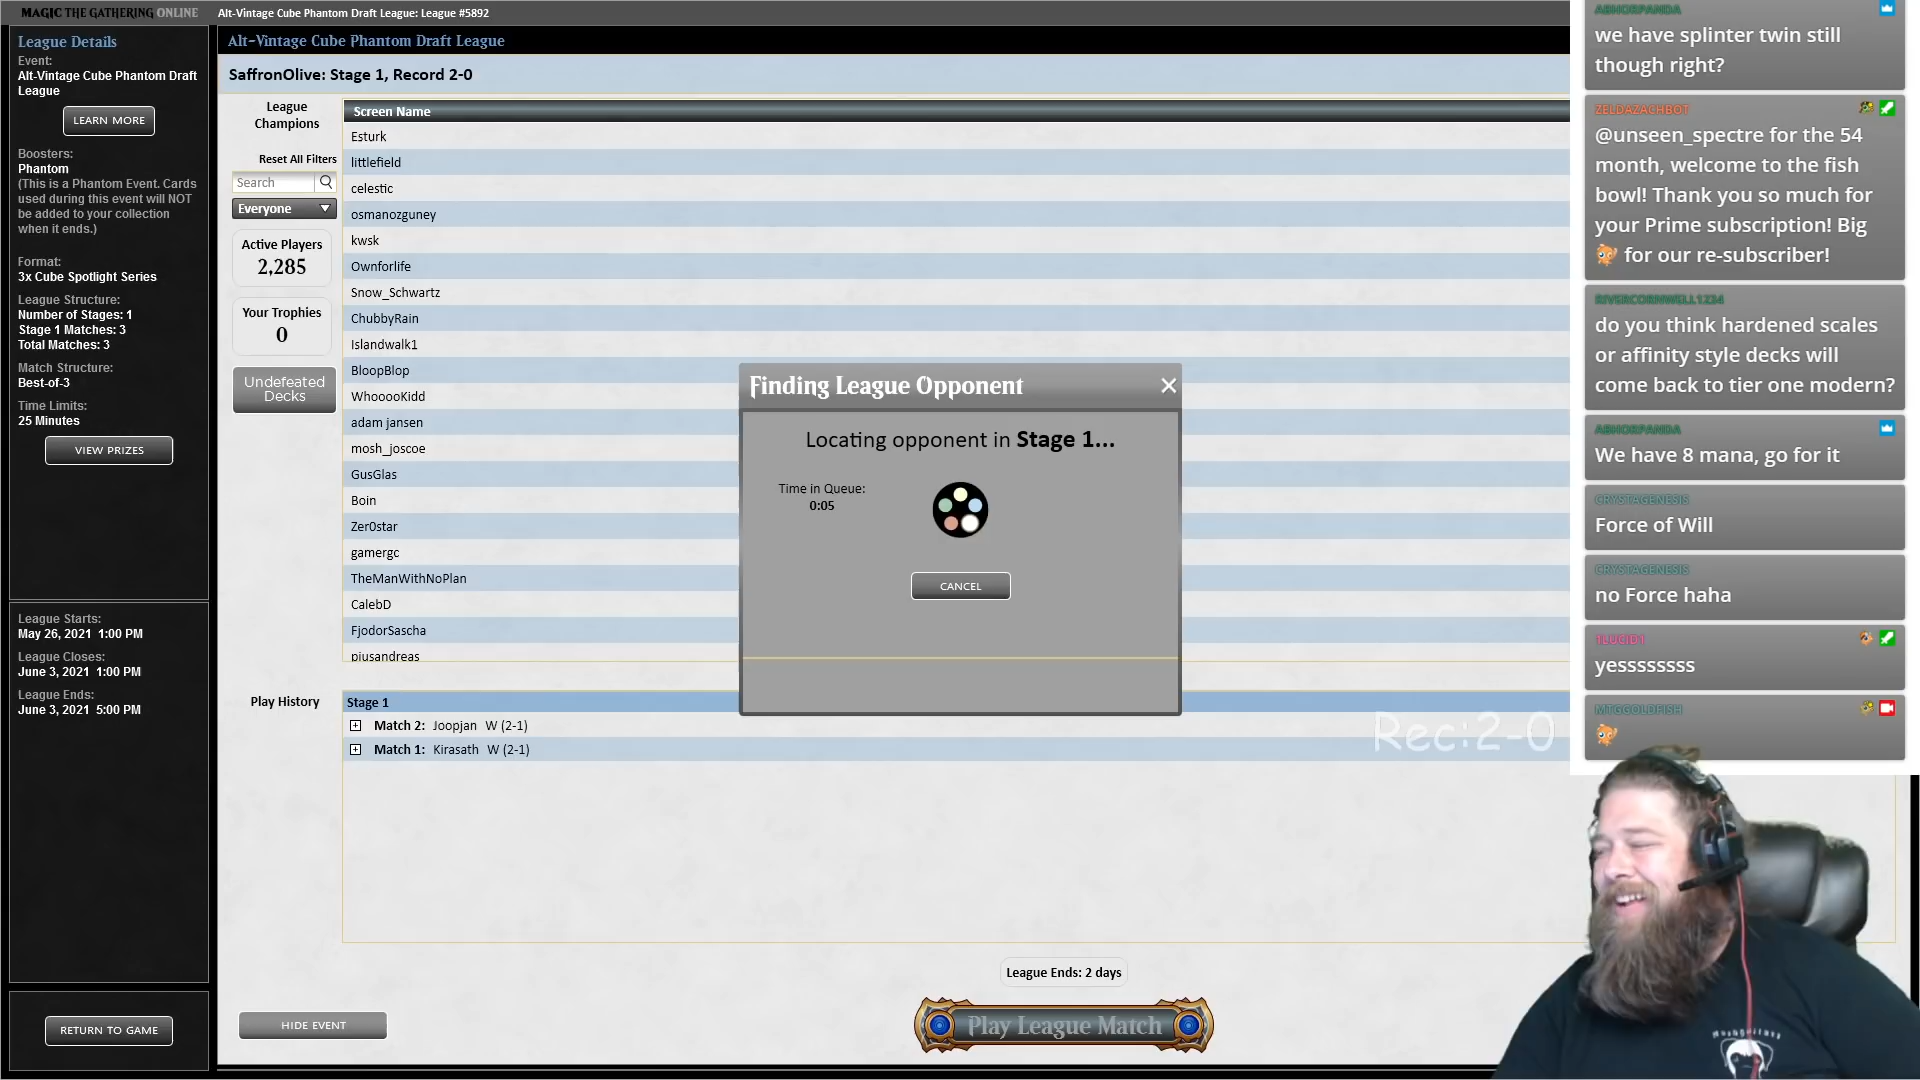 MAGIC THE GATHERING ONLINE
Alt-Vintage Cube Phantom Draft League: League #5892
League Details
Event:
Alt-Vintage Cube Phantom Draft
League
LEARN MORE
Boosters:
Phantom
(This is a Phantom Event. Cards
used during this event will NOT
be added to your collection
when it ends.)
Format:
3x Cube Spotlight Series
League Structure:
Number of Stages: 1
Stage 1 Matches: 3
Total Matches: 3
Match Structure:
Best-of-3
Time Limits:
25 Minutes
VIEW PRIZES
League Starts:
May 26, 2021 1:00 PM
League Closes:
June 3, 2021 1:00 PM
League Ends:
June 3, 2021 5:00 PM
RETURN TO GAME
Alt-Vintage Cube Phantom Draft League
SaffronOlive: Stage 1, Record 2-0
League
Champions
Reset All Filters
Search
Everyone
Active Players
2,285
Your Trophies
0
Undefeated
Decks
Screen Name
Esturk
littlefield
celestic
osmanozguney
kwsk
Ownforlife
Snow_Schwartz
ChubbyRain
Islandwalk1
BloopBlop
WhooooKidd
adam jansen
mosh_joscoe
GusGlas
Boin
Zer0star
gamergc
TheManWithNoPlan
CalebD
FjodorSascha
piusandreas
Finding League Opponent
Locating opponent in Stage 1...
Time in Queue:
0:05
CANCEL
Play History
Stage 1
Match 2: Joopjan W (2-1)
Match 1: Kirasath W (2-1)
Rec:2-0
League Ends: 2 days
HIDE EVENT
Play League Match
ABHORPANDA
we have splinter twin still
though right?
ZELDAZACHBOT
@unseen_spectre for the 54
month, welcome to the fish
bowl! Thank you so much for
your Prime subscription! Big
for our re-subscriber!
RIVERCORNWELL1234
do you think hardened scales
or affinity style decks will
come back to tier one modern?
ABHORPANDA
We have 8 mana, go for it
CRYSTAGENESIS
Force of Will
CRYSTAGENESIS
no Force haha
yessssssss
MTGGOLDFISH